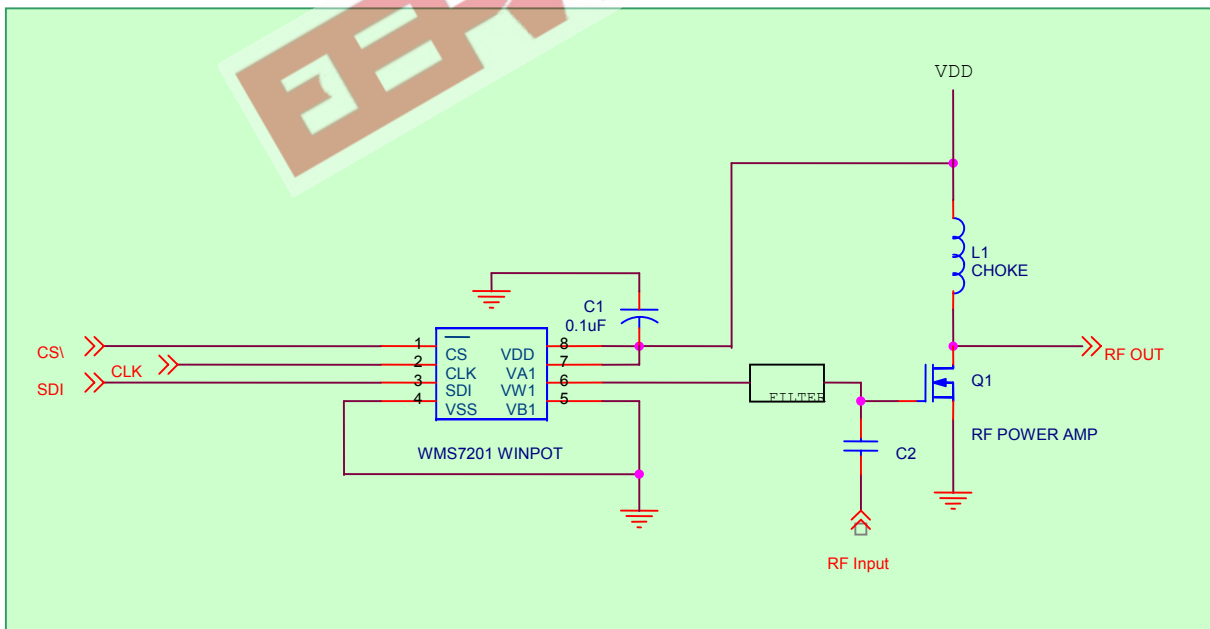 VDD
L1
CHOKE
C1
0.1uF
CS\
CLK
SDI
1
2
3
4
CS
CLK
SDI
VSS
VDD
VA1
VW1
VB1
8
7
6
5
WMS7201 WINPOT
FILTER
C2
RF Input
Q1
RF POWER AMP
RF OUT